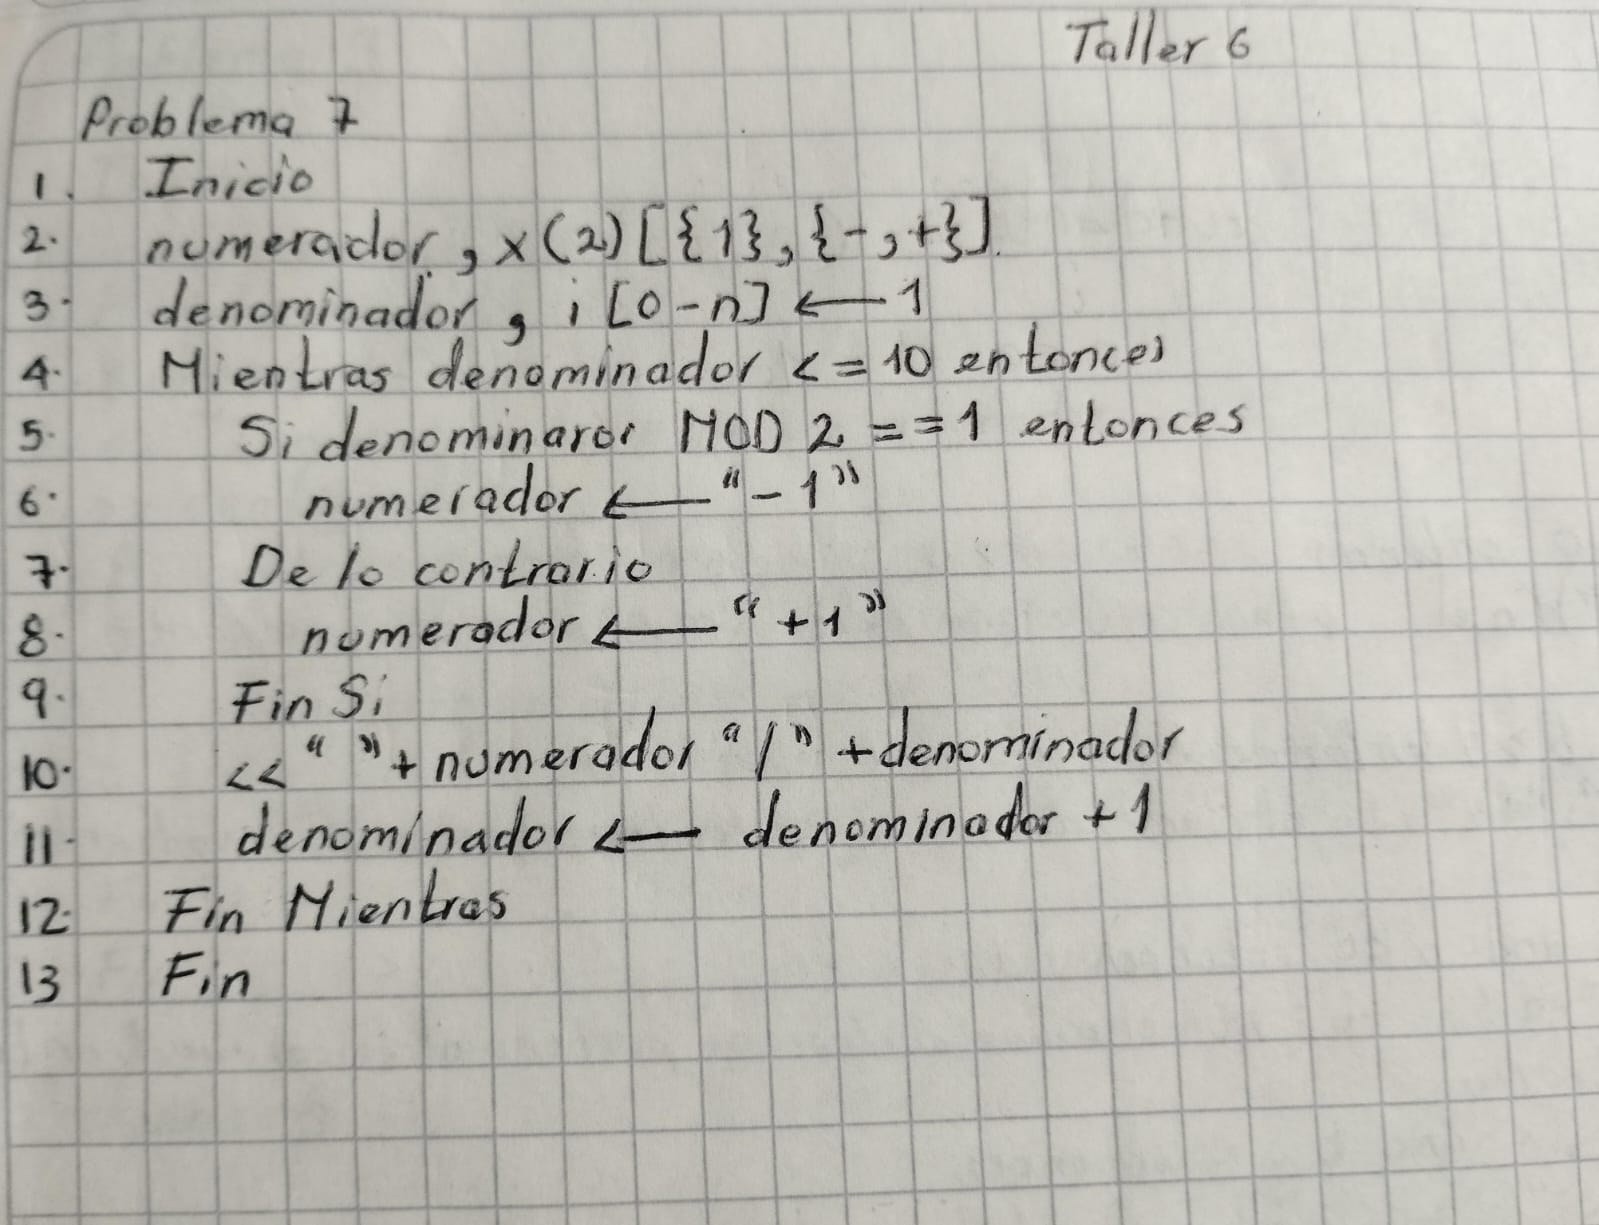 Taller 6
Problema 7
1. Inicio
2. numerador, x(2)[{1},{-,+}].
3. denominador, i [0-n] ← 1
4. Mientras denominador <= 10 entonces
5. Si denominaror MOD 2 == 1 entonces
6. numerador ← "-1"
7. De lo contrario
8. numerador ← "+1"
9. Fin Si
10. << " " + numerador "/" + denominador
11. denominador ← denominador + 1
12. Fin Mientras
13 Fin